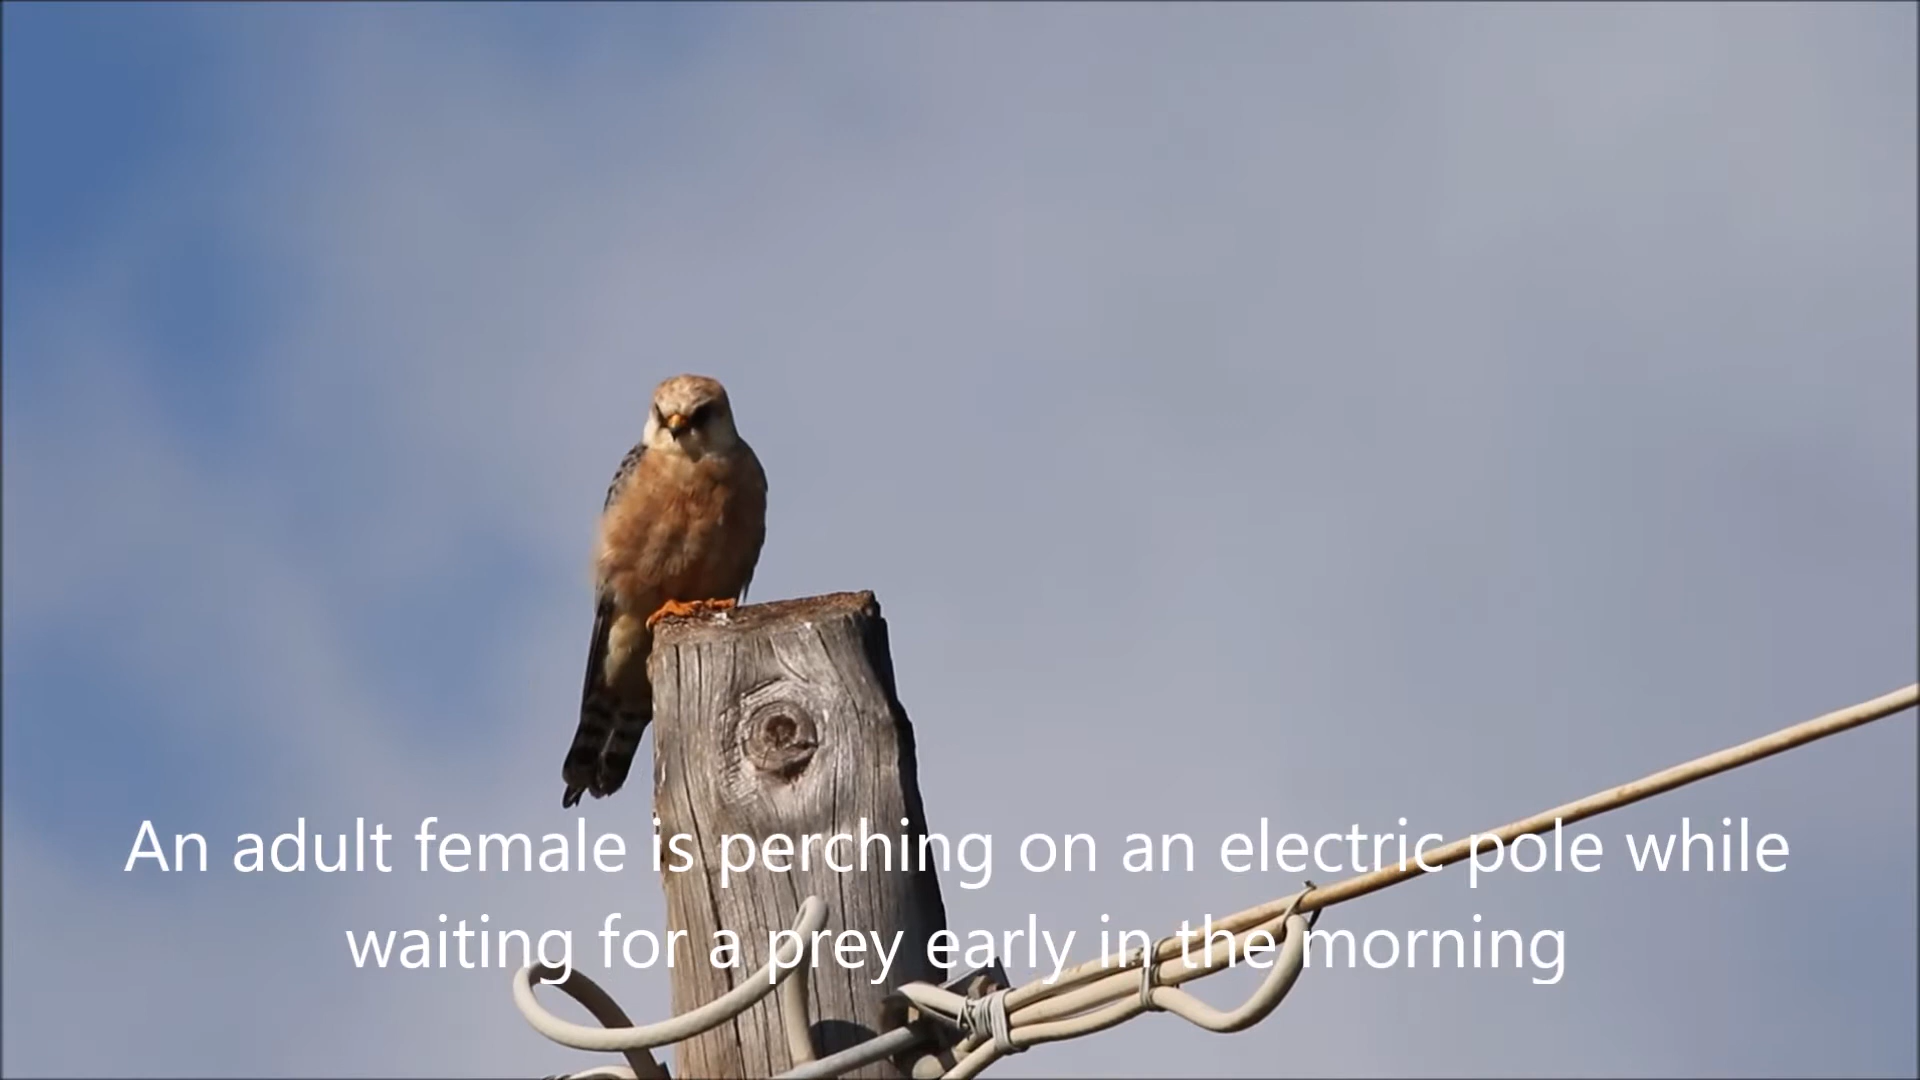 An adult female is perching on an electric pole while
waiting for a prey early in the morning